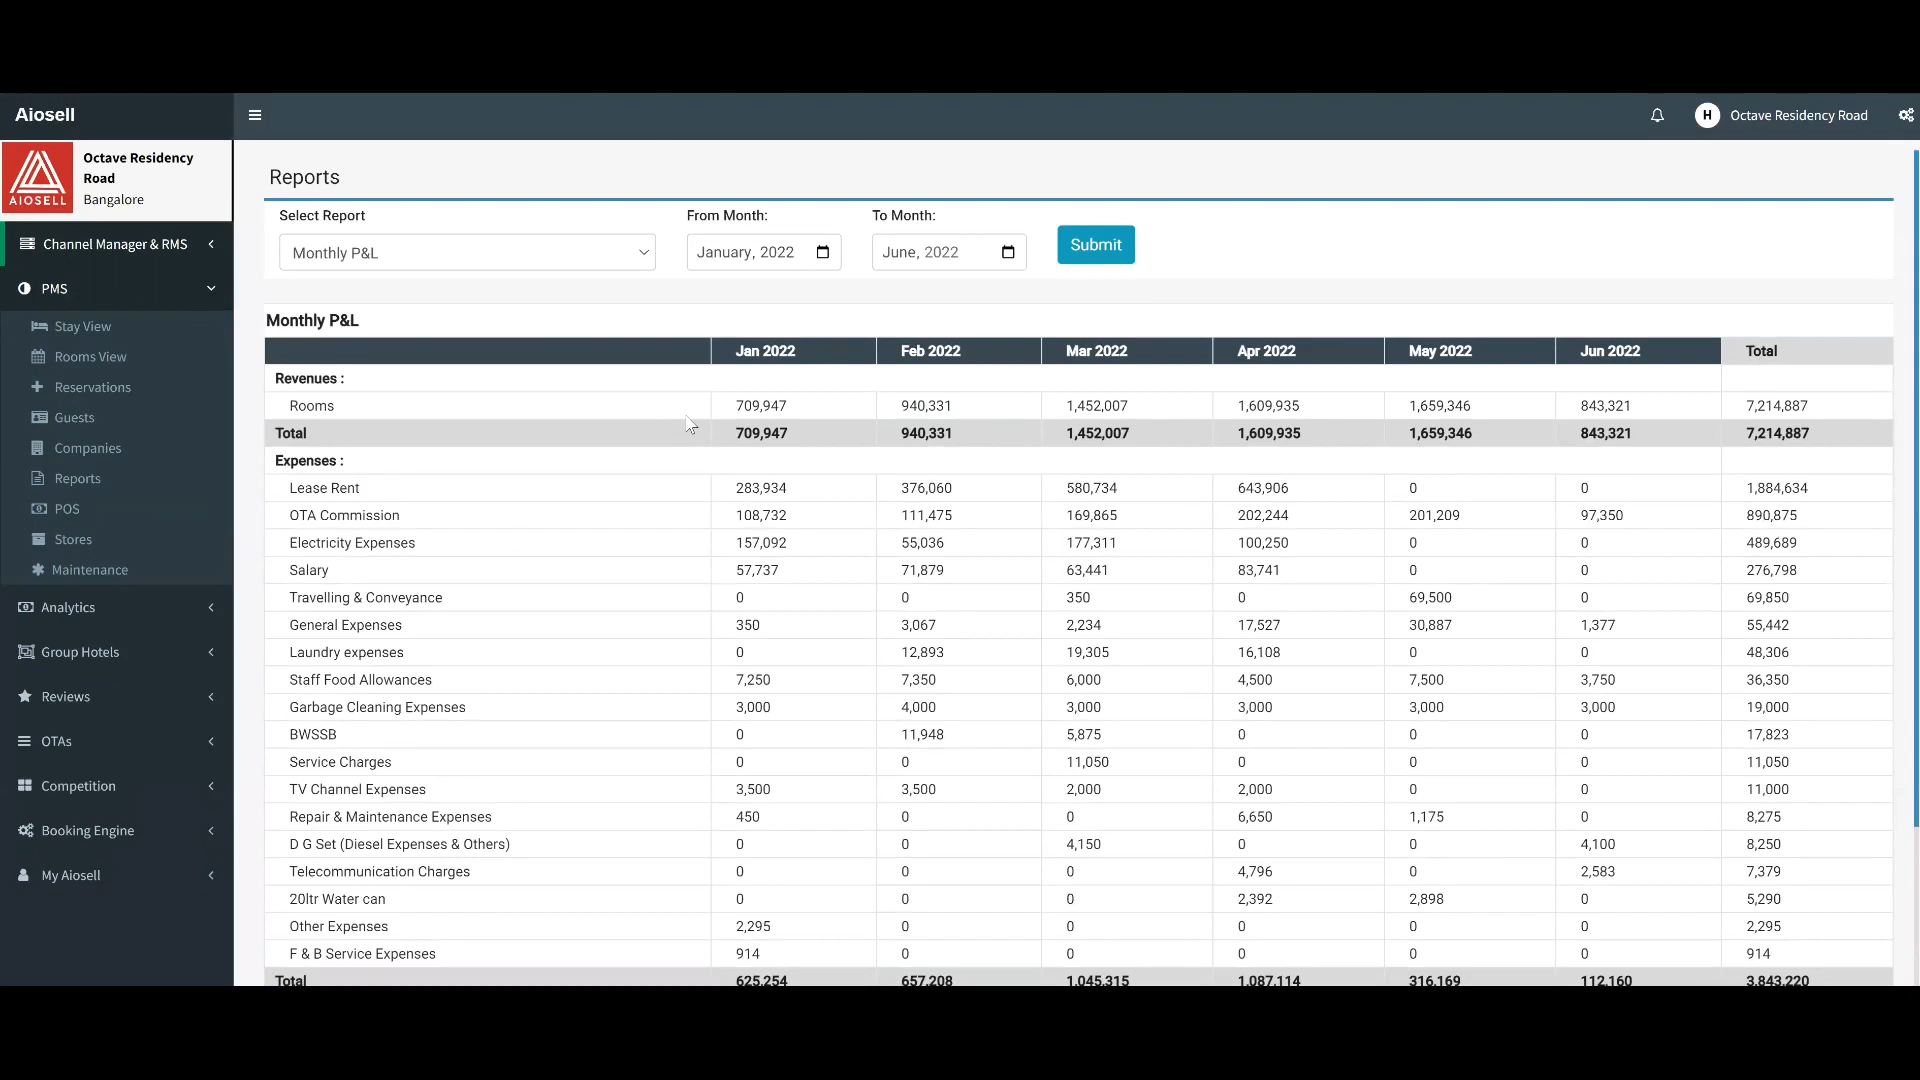 Aiosell
H Octave Residency Road
AIOSELL
Octave Residency
Road
Bangalore
Channel Manager & RMS
PMS
Stay View
Rooms View
Reservations
Guests
Companies
Reports
POS
Stores
Maintenance
Analytics
Group Hotels
Reviews
OTAs
Competition
Booking Engine
My Aiosell
Reports
Select Report From Month: To Month:
Monthly P&L January, 2022 June, 2022 Submit
Monthly P&L
Jan 2022 Feb 2022 Mar 2022 Apr 2022 May 2022 Jun 2022 Total
Revenues :
Rooms 709,947 940,331 1,452,007 1,609,935 1,659,346 843,321 7,214,887
Total 709,947 940,331 1,452,007 1,609,935 1,659,346 843,321 7,214,887
Expenses :
Lease Rent 283,934 376,060 580,734 643,906 0 0 1,884,634
OTA Commission 108,732 111,475 169,865 202,244 201,209 97,350 890,875
Electricity Expenses 157,092 55,036 177,311 100,250 0 0 489,689
Salary 57,737 71,879 63,441 83,741 0 0 276,798
Travelling & Conveyance 0 0 350 0 69,500 0 69,850
General Expenses 350 3,067 2,234 17,527 30,887 1,377 55,442
Laundry expenses 0 12,893 19,305 16,108 0 0 48,306
Staff Food Allowances 7,250 7,350 6,000 4,500 7,500 3,750 36,350
Garbage Cleaning Expenses 3,000 4,000 3,000 3,000 3,000 3,000 19,000
BWSSB 0 11,948 5,875 0 0 0 17,823
Service Charges 0 0 11,050 0 0 0 11,050
TV Channel Expenses 3,500 3,500 2,000 2,000 0 0 11,000
Repair & Maintenance Expenses 450 0 0 6,650 1,175 0 8,275
D G Set (Diesel Expenses & Others) 0 0 4,150 0 0 4,100 8,250
Telecommunication Charges 0 0 0 4,796 0 2,583 7,379
20ltr Water can 0 0 0 2,392 2,898 0 5,290
Other Expenses 2,295 0 0 0 0 0 2,295
F & B Service Expenses 914 0 0 0 0 0 914
Total 625,254 657,208 1,045,315 1,087,114 316,169 112,160 3,843,220